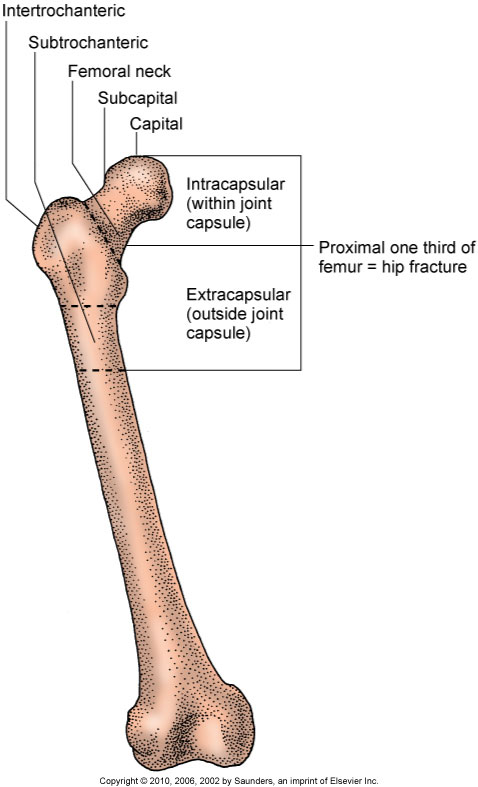 Intertrochanteric
Subtrochanteric
Femoral neck
Subcapital
Capital
Intracapsular
(within joint
capsule)
Proximal one third of
femur = hip fracture
Extracapsular
(outside joint
capsule)
Copyright © 2010, 2006, 2002 by Saunders, an imprint of Elsevier Inc.